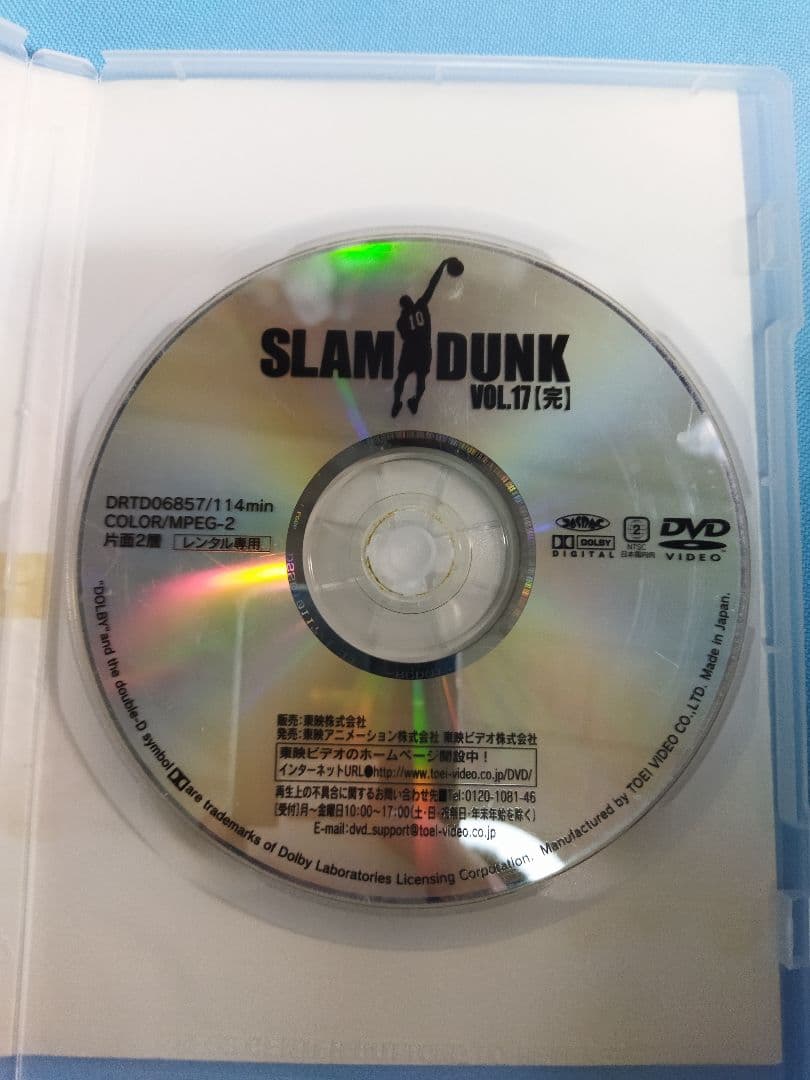 10
SLAM DUNK
VOL.17【完】
DRTD06857/114min
COLOR/MPEG-2
片面2層 レンタル専用
DOLBY
DIGITAL
2
NTSC
日本国内向
DVD
VIDEO
販売:東映株式会社
発売:東映アニメーション株式会社 東映ビデオ株式会社
東映ビデオのホームページ開設中!
インターネットURL●http://www.toei-video.co.jp/DVD/
再生上の不具合に関するお問い合わせ先■Tel:0120-1081-46
[受付]月〜金曜日10:00〜17:00(土・日・祝祭日・年末年始を除く)
E-mail:dvd_support@toei-video.co.jp
"DOLBY"and the double-D symbol are trademarks of Dolby Laboratories Licensing Corporation. Manufactured by TOEI VIDEO CO.,LTD. Made in Japan.